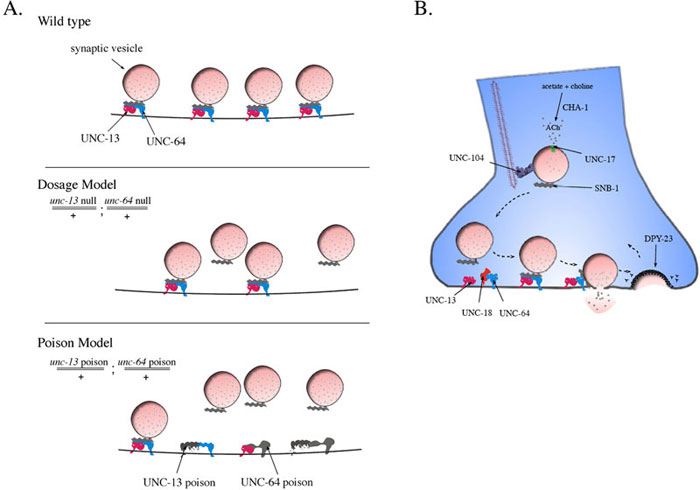 A.
Wild type
synaptic vesicle
UNC-13
UNC-64
Dosage Model
unc-13 null ; unc-64 null
+ +
Poison Model
unc-13 poison ; unc-64 poison
+ +
UNC-13 poison
UNC-64 poison
B.
acetate + choline
CHA-1
ACh
UNC-104
UNC-17
SNB-1
DPY-23
UNC-13
UNC-18
UNC-64